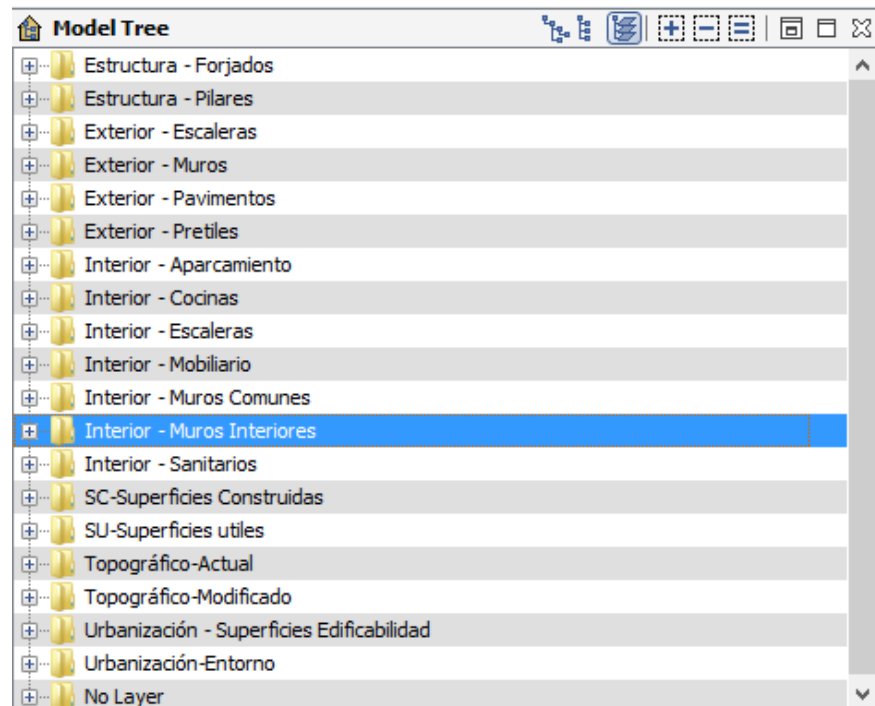 Model Tree
Estructura - Forjados
Estructura - Pilares
Exterior - Escaleras
Exterior - Muros
Exterior - Pavimentos
Exterior - Pretiles
Interior - Aparcamiento
Interior - Cocinas
Interior - Escaleras
Interior - Mobiliario
Interior - Muros Comunes
Interior - Muros Interiores
Interior - Sanitarios
SC-Superficies Construidas
SU-Superficies utiles
Topográfico-Actual
Topográfico-Modificado
Urbanización - Superficies Edificabilidad
Urbanización-Entorno
No Layer